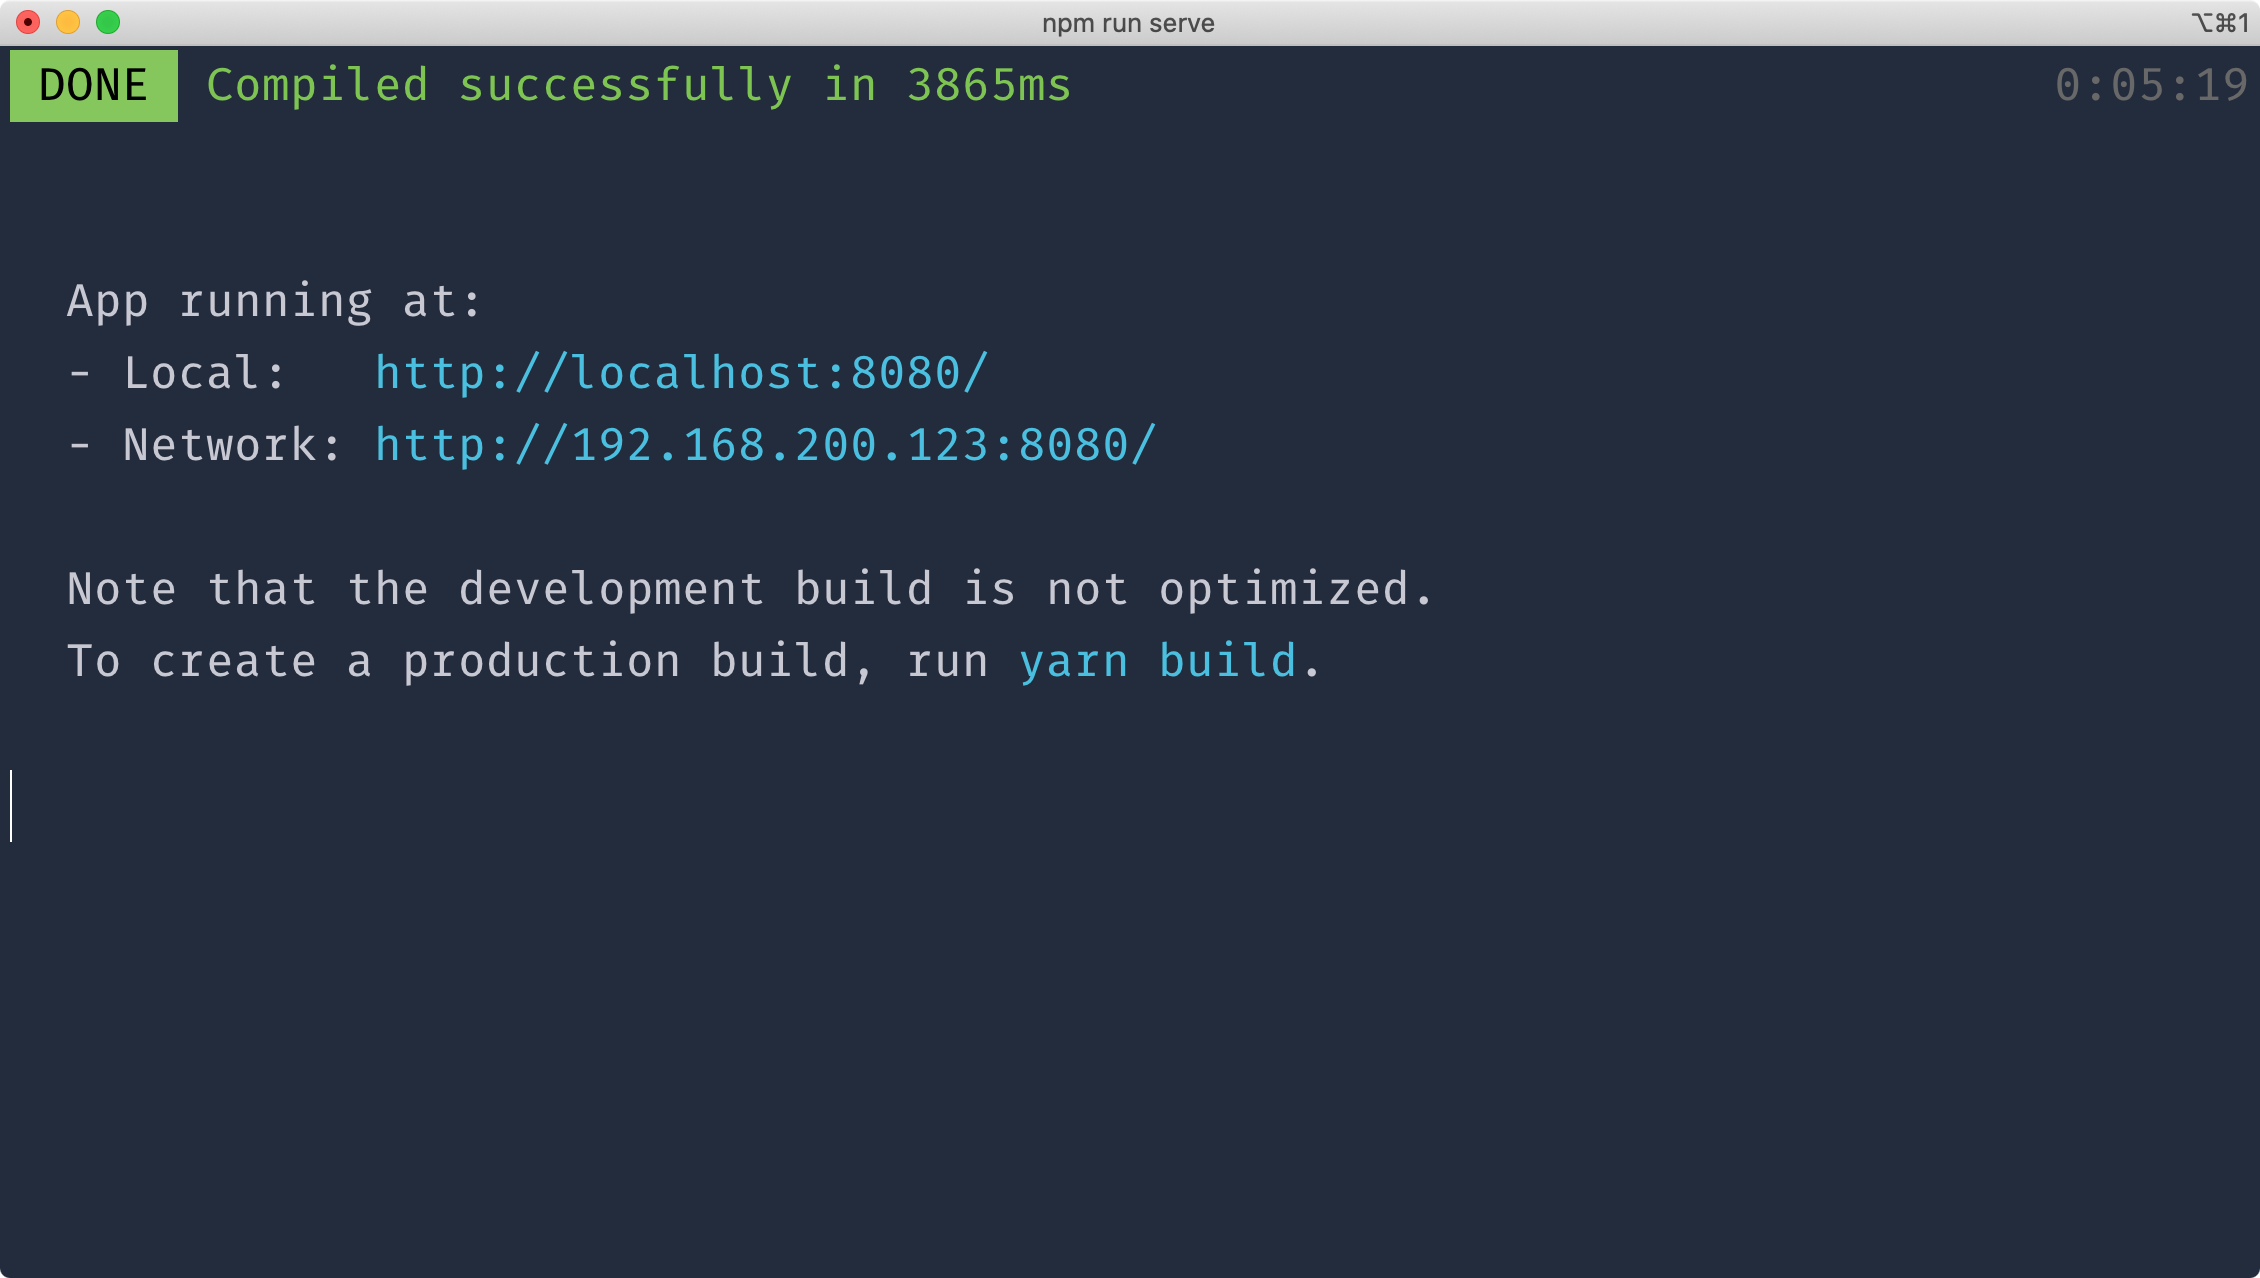 npm run serve ⌥⌘1
DONE Compiled successfully in 3865ms 0:05:19
App running at:
- Local: http://localhost:8080/
- Network: http://192.168.200.123:8080/
Note that the development build is not optimized.
To create a production build, run yarn build.